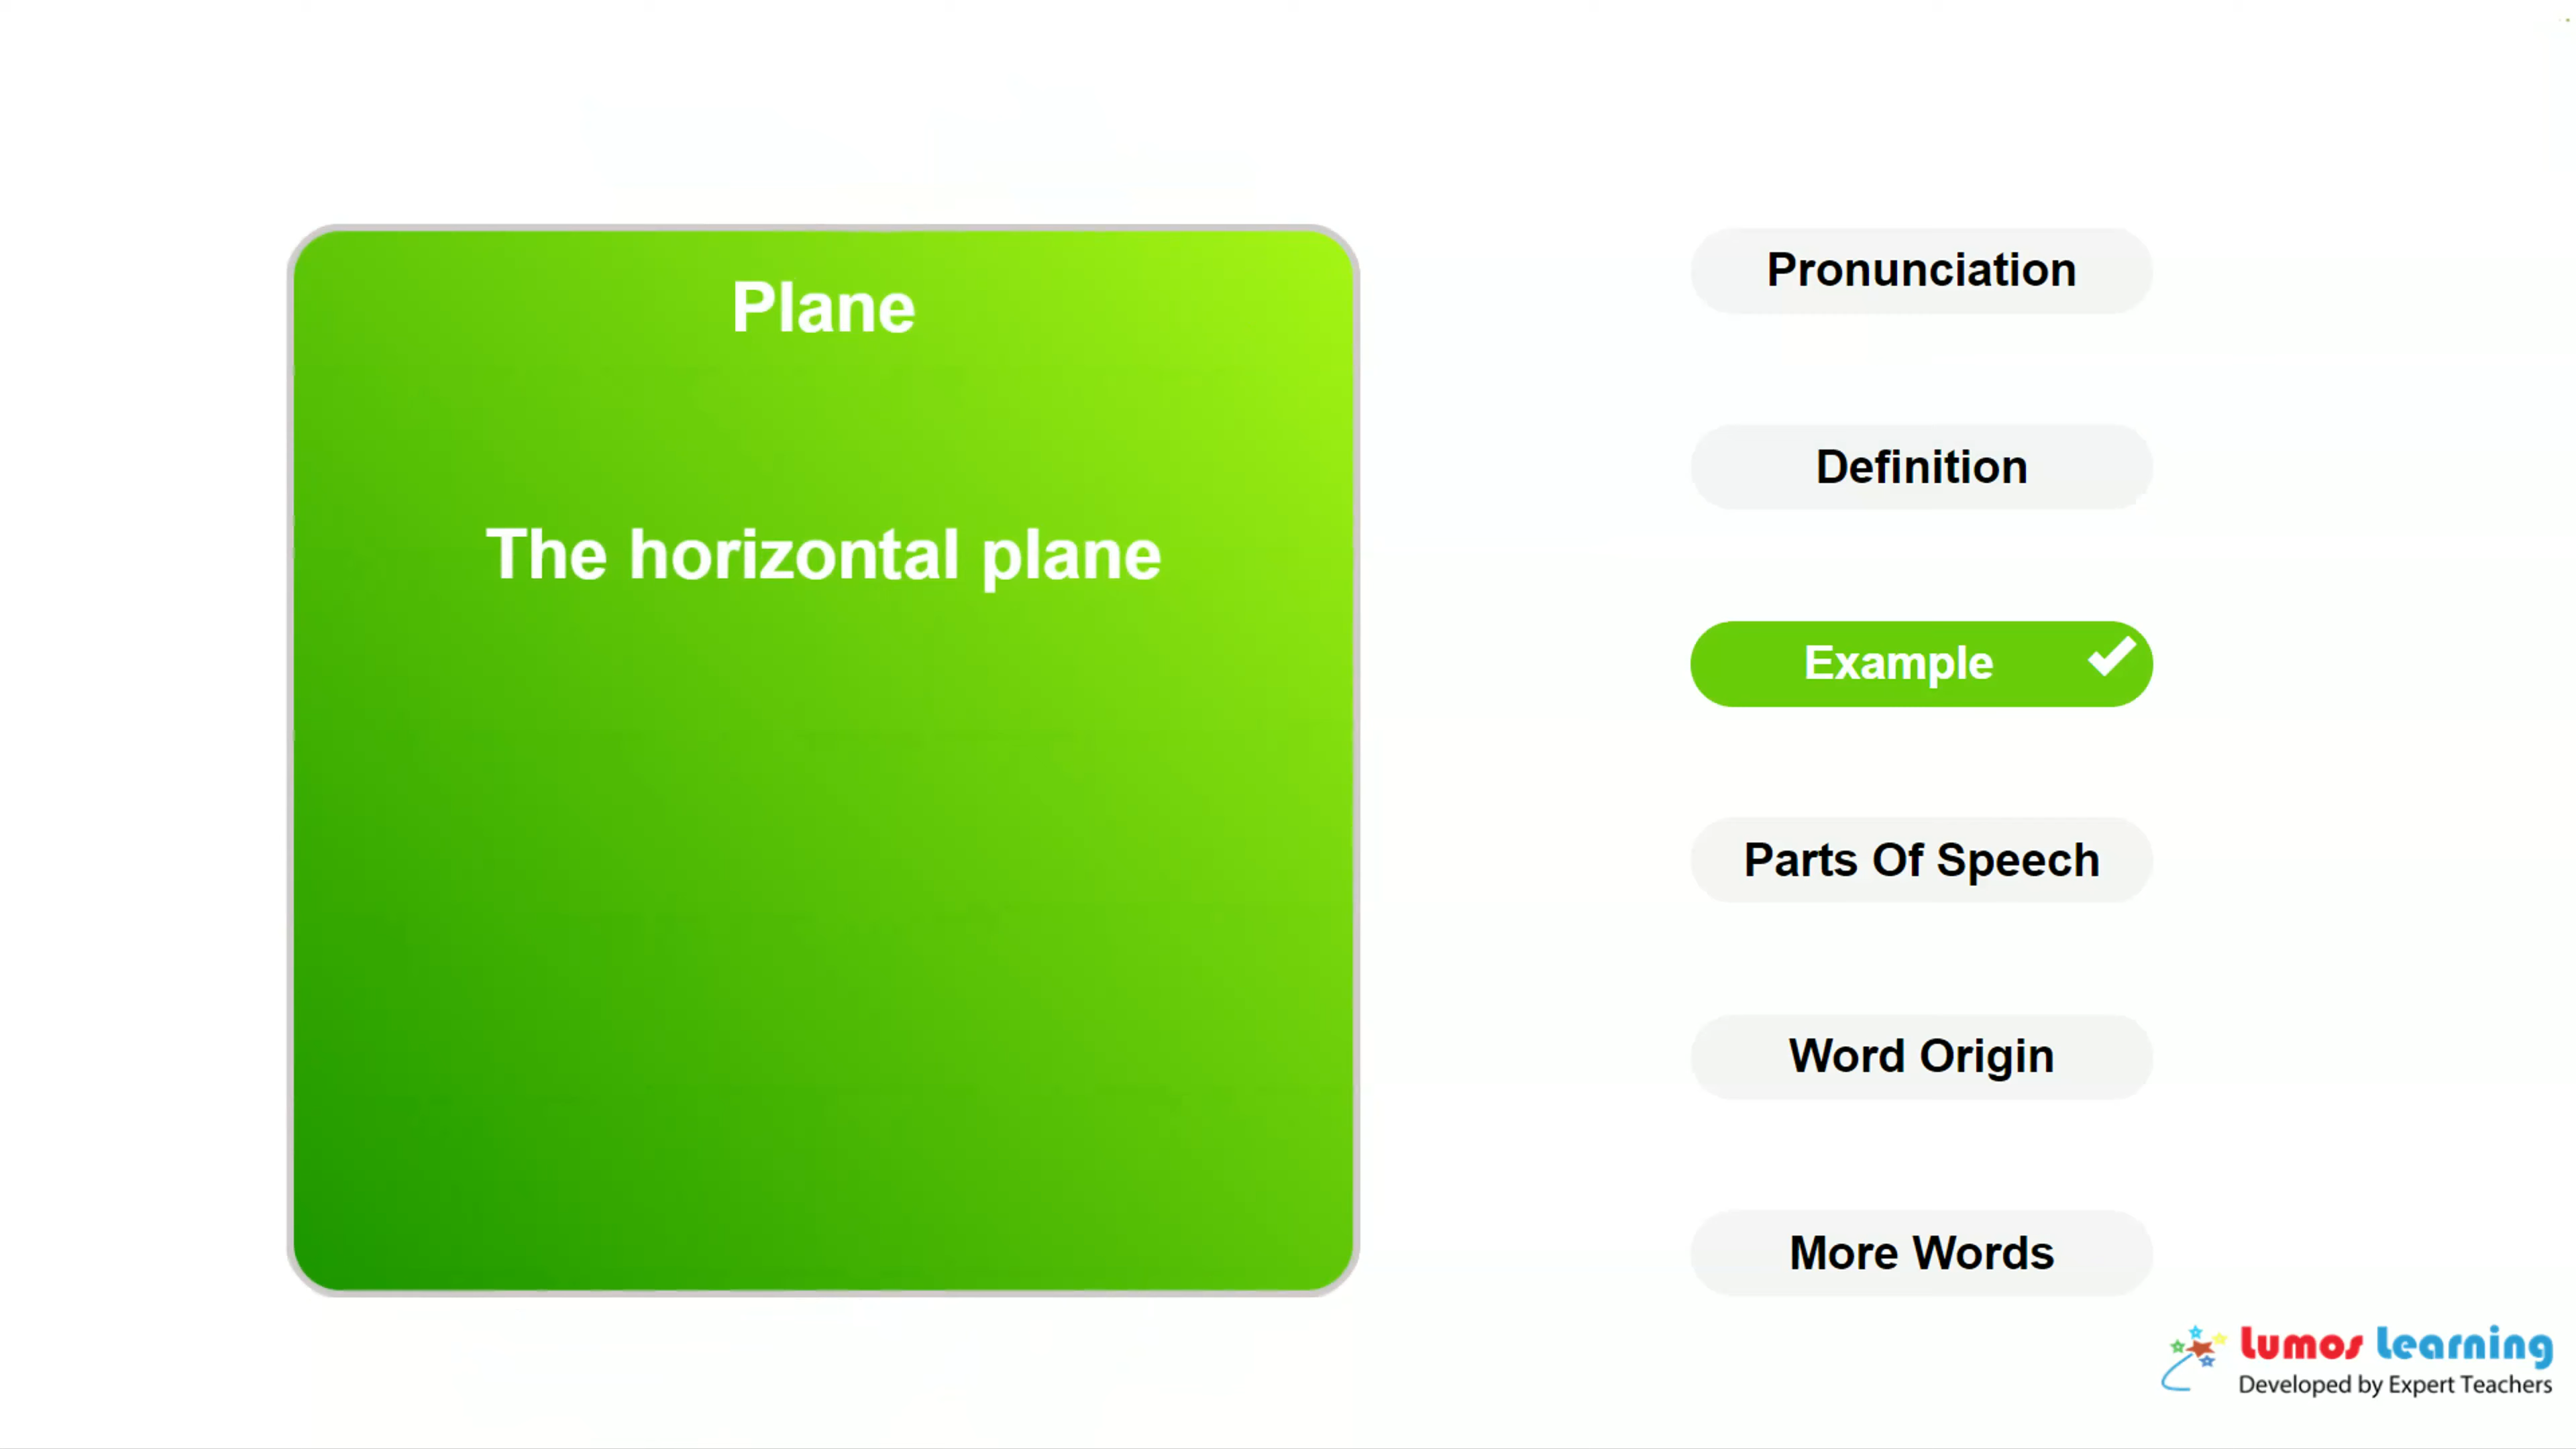 Plane
The horizontal plane
Pronunciation
Definition
Example
Parts Of Speech
Word Origin
More Words
Lumos Learning
Developed by Expert Teachers